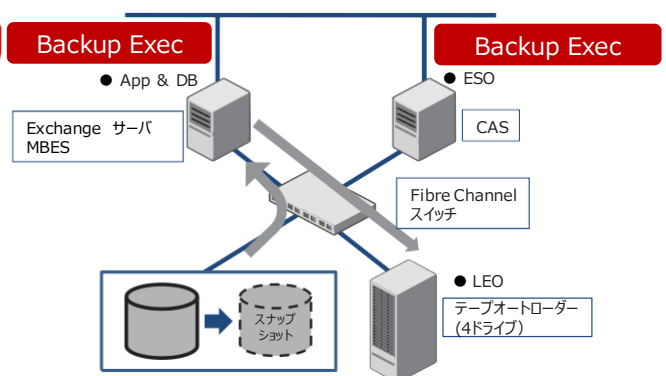 Backup Exec
Backup Exec
● App & DB
● ESO
Exchange サーバ
MBES
CAS
Fibre Channel
スイッチ
スナップ
ショット
● LEO
テープオートローダー
(4ドライブ)